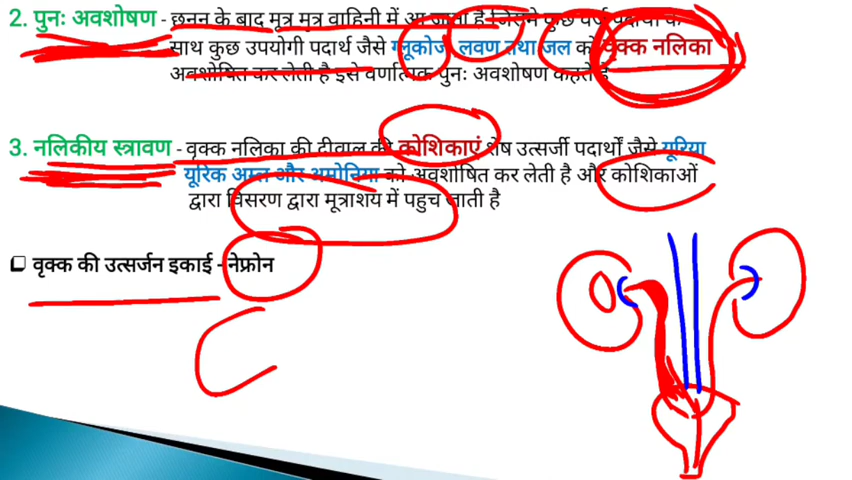 2. पुनः अवशोषण - छनन के बाद मूत्र मूत्र वाहिनी में आ जाता है जिसमे कुछ वर्ज्य पदार्थो के
साथ कुछ उपयोगी पदार्थ जैसे ग्लूकोज लवण तथा जल को वृक्क नलिका
अवशोषित कर लेती है इसे वर्णात्मक पुनः अवशोषण कहते है
3. नलिकीय स्त्रावण - वृक्क नलिका की दीवाल की कोशिकाएं शेष उत्सर्जी पदार्थों जैसे यूरिया
यूरिक अम्ल और अमोनिया को अवशोषित कर लेती है और कोशिकाओं
द्वारा विसरण द्वारा मूत्राशय में पहुच जाती है
वृक्क की उत्सर्जन इकाई - नेफ्रोन